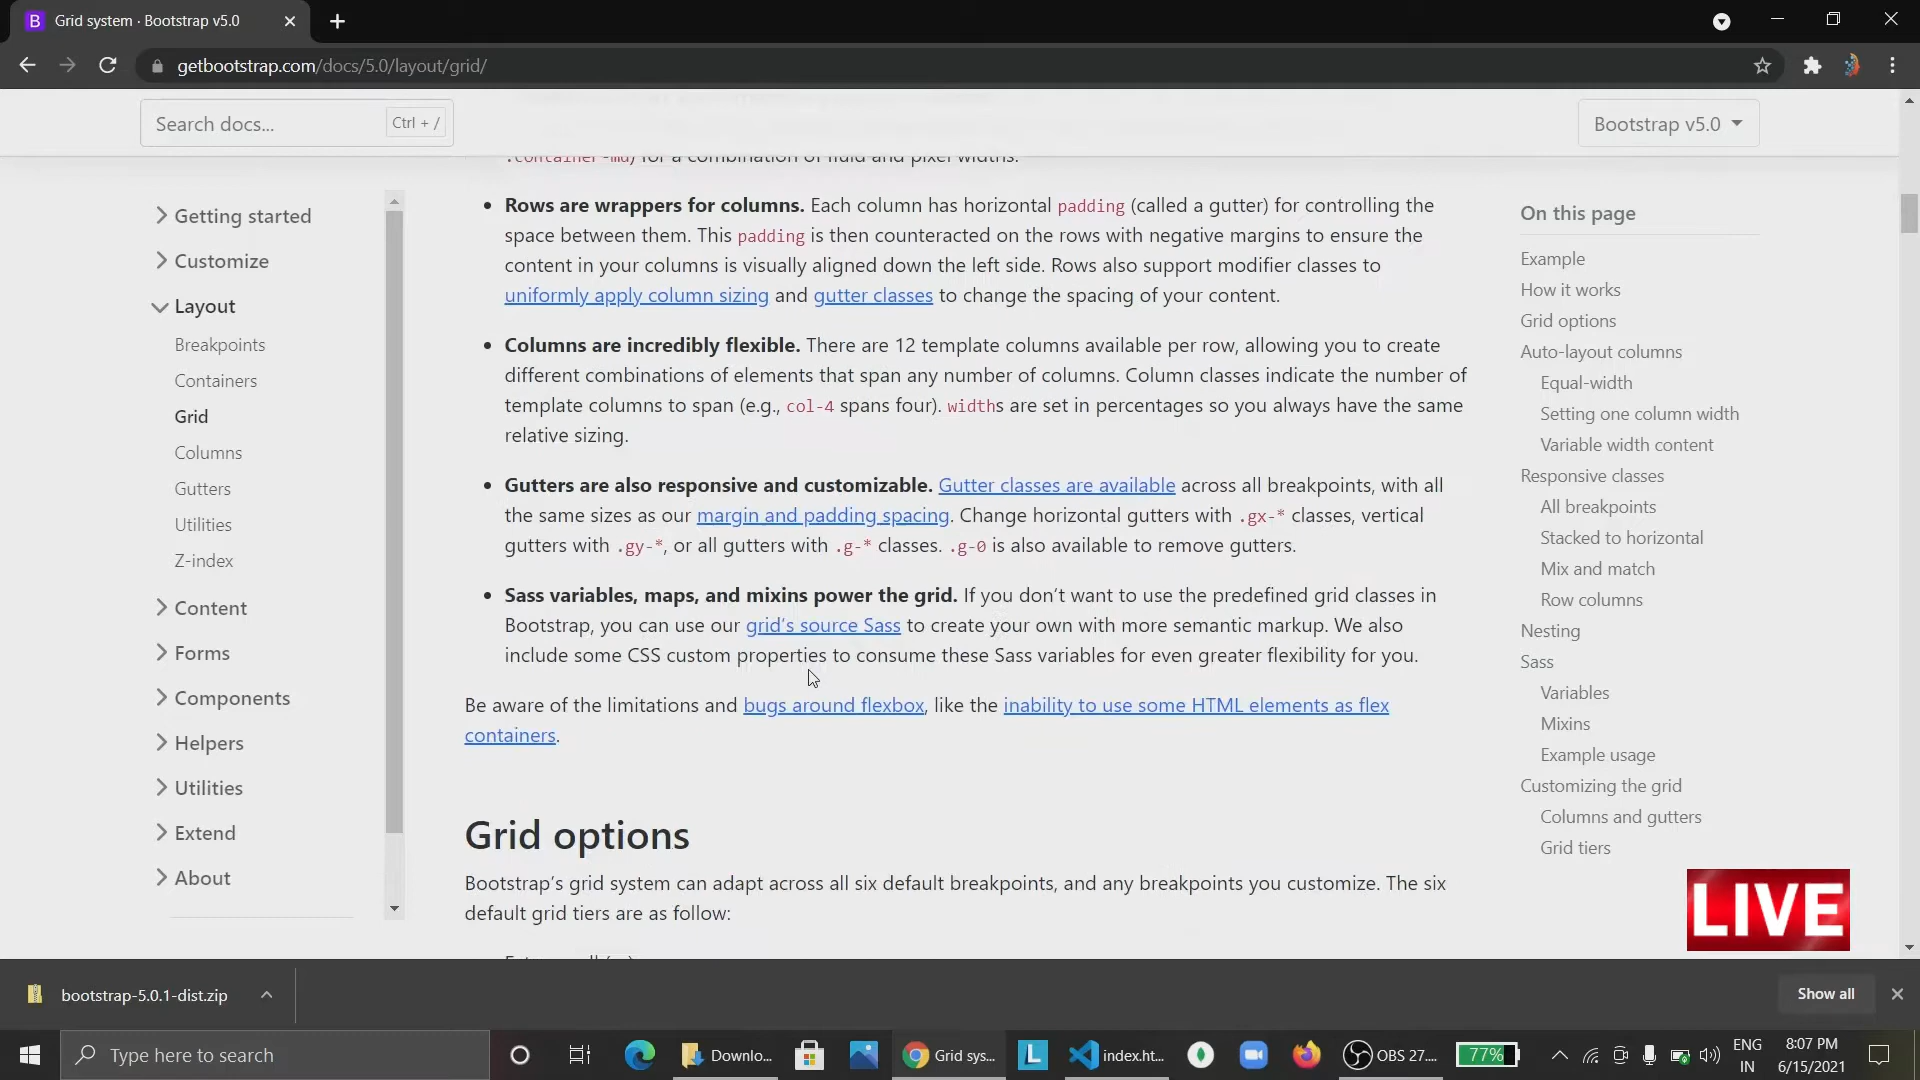 Grid system · Bootstrap v5.0
getbootstrap.com/docs/5.0/layout/grid/
Search docs...
Ctrl + /
Bootstrap v5.0
.container-md) for a combination of fluid and pixel widths.
Getting started
Customize
Layout
Breakpoints
Containers
Grid
Columns
Gutters
Utilities
Z-index
Content
Forms
Components
Helpers
Utilities
Extend
About
Rows are wrappers for columns. Each column has horizontal padding (called a gutter) for controlling the
space between them. This padding is then counteracted on the rows with negative margins to ensure the
content in your columns is visually aligned down the left side. Rows also support modifier classes to
uniformly apply column sizing and gutter classes to change the spacing of your content.
Columns are incredibly flexible. There are 12 template columns available per row, allowing you to create
different combinations of elements that span any number of columns. Column classes indicate the number of
template columns to span (e.g., col-4 spans four). widths are set in percentages so you always have the same
relative sizing.
Gutters are also responsive and customizable. Gutter classes are available across all breakpoints, with all
the same sizes as our margin and padding spacing. Change horizontal gutters with .gx-* classes, vertical
gutters with .gy-*, or all gutters with .g-* classes. .g-0 is also available to remove gutters.
Sass variables, maps, and mixins power the grid. If you don’t want to use the predefined grid classes in
Bootstrap, you can use our grid’s source Sass to create your own with more semantic markup. We also
include some CSS custom properties to consume these Sass variables for even greater flexibility for you.
Be aware of the limitations and bugs around flexbox, like the inability to use some HTML elements as flex
containers.
Grid options
Bootstrap’s grid system can adapt across all six default breakpoints, and any breakpoints you customize. The six
default grid tiers are as follow:
On this page
Example
How it works
Grid options
Auto-layout columns
Equal-width
Setting one column width
Variable width content
Responsive classes
All breakpoints
Stacked to horizontal
Mix and match
Row columns
Nesting
Sass
Variables
Mixins
Example usage
Customizing the grid
Columns and gutters
Grid tiers
LIVE
bootstrap-5.0.1-dist.zip
Show all
Type here to search
Downlo...
Grid sys...
index.ht...
OBS 27....
77%
ENG
IN
8:07 PM
6/15/2021